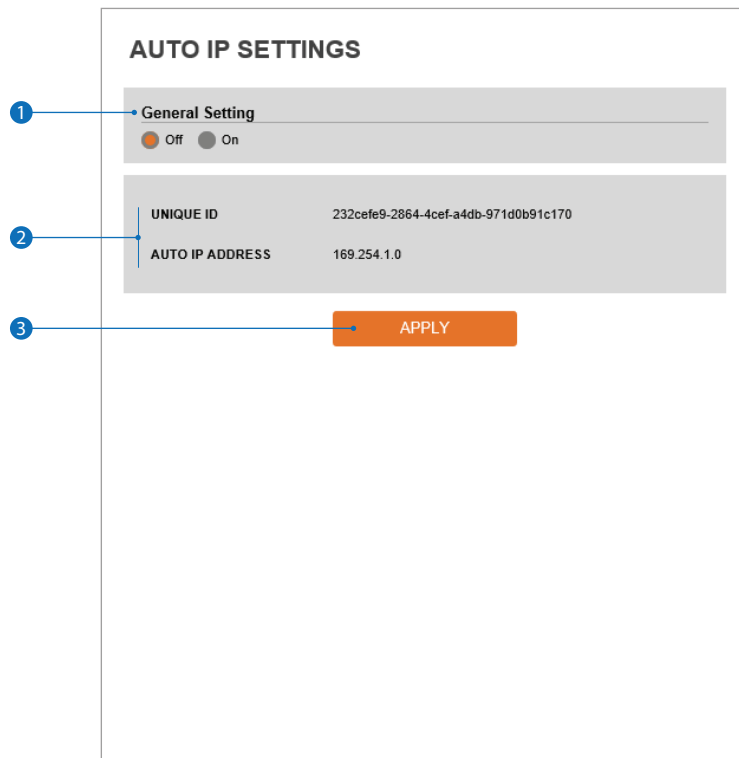 AUTO IP SETTINGS
1 General Setting
Off On
2
UNIQUE ID 232cefe9-2864-4cef-a4db-971d0b91c170
AUTO IP ADDRESS 169.254.1.0
3 APPLY